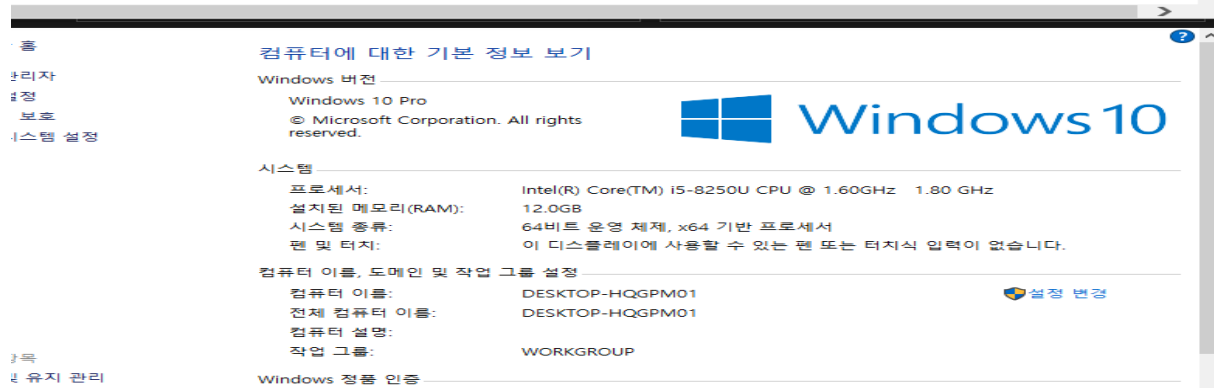 홈
컴퓨터에 대한 기본 정보 보기
관리자
Windows 버전
설정
Windows 10 Pro
보호
© Microsoft Corporation. All rights
reserved.
시스템 설정
Windows 10
시스템
프로세서: Intel(R) Core(TM) i5-8250U CPU @ 1.60GHz 1.80 GHz
설치된 메모리(RAM): 12.0GB
시스템 종류: 64비트 운영 체제, x64 기반 프로세서
펜 및 터치: 이 디스플레이에 사용할 수 있는 펜 또는 터치식 입력이 없습니다.
컴퓨터 이름, 도메인 및 작업 그룹 설정
컴퓨터 이름: DESKTOP-HQGPM01 설정 변경
전체 컴퓨터 이름: DESKTOP-HQGPM01
컴퓨터 설명:
작업 그룹: WORKGROUP
및 유지 관리
Windows 정품 인증